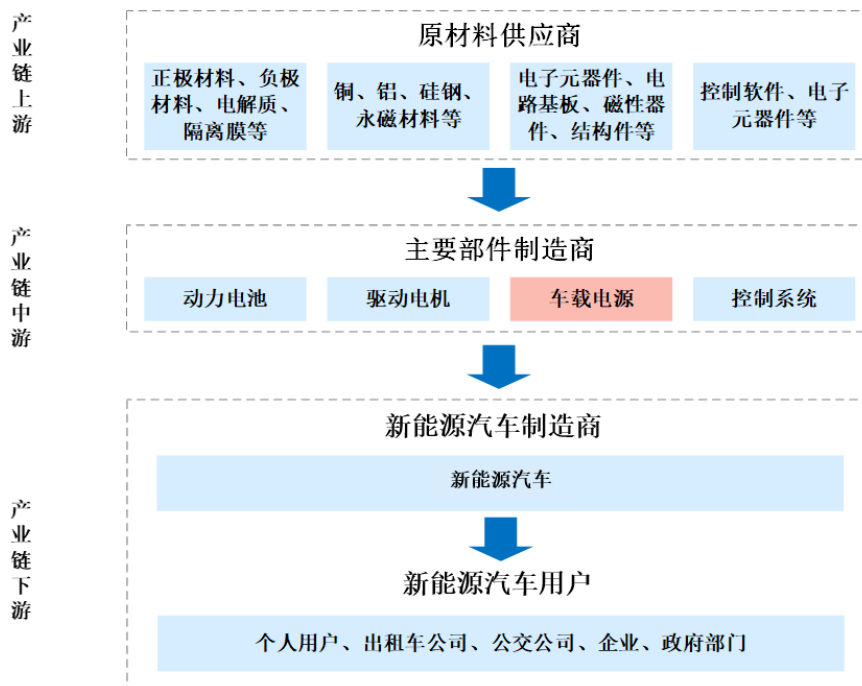 产业链上游
原材料供应商
正极材料、负极
材料、电解质、
隔离膜等
铜、铝、硅钢、
永磁材料等
电子元器件、电
路基板、磁性器
件、结构件等
控制软件、电子
元器件等
产业链中游
主要部件制造商
动力电池
驱动电机
车载电源
控制系统
产业链下游
新能源汽车制造商
新能源汽车
新能源汽车用户
个人用户、出租车公司、公交公司、企业、政府部门